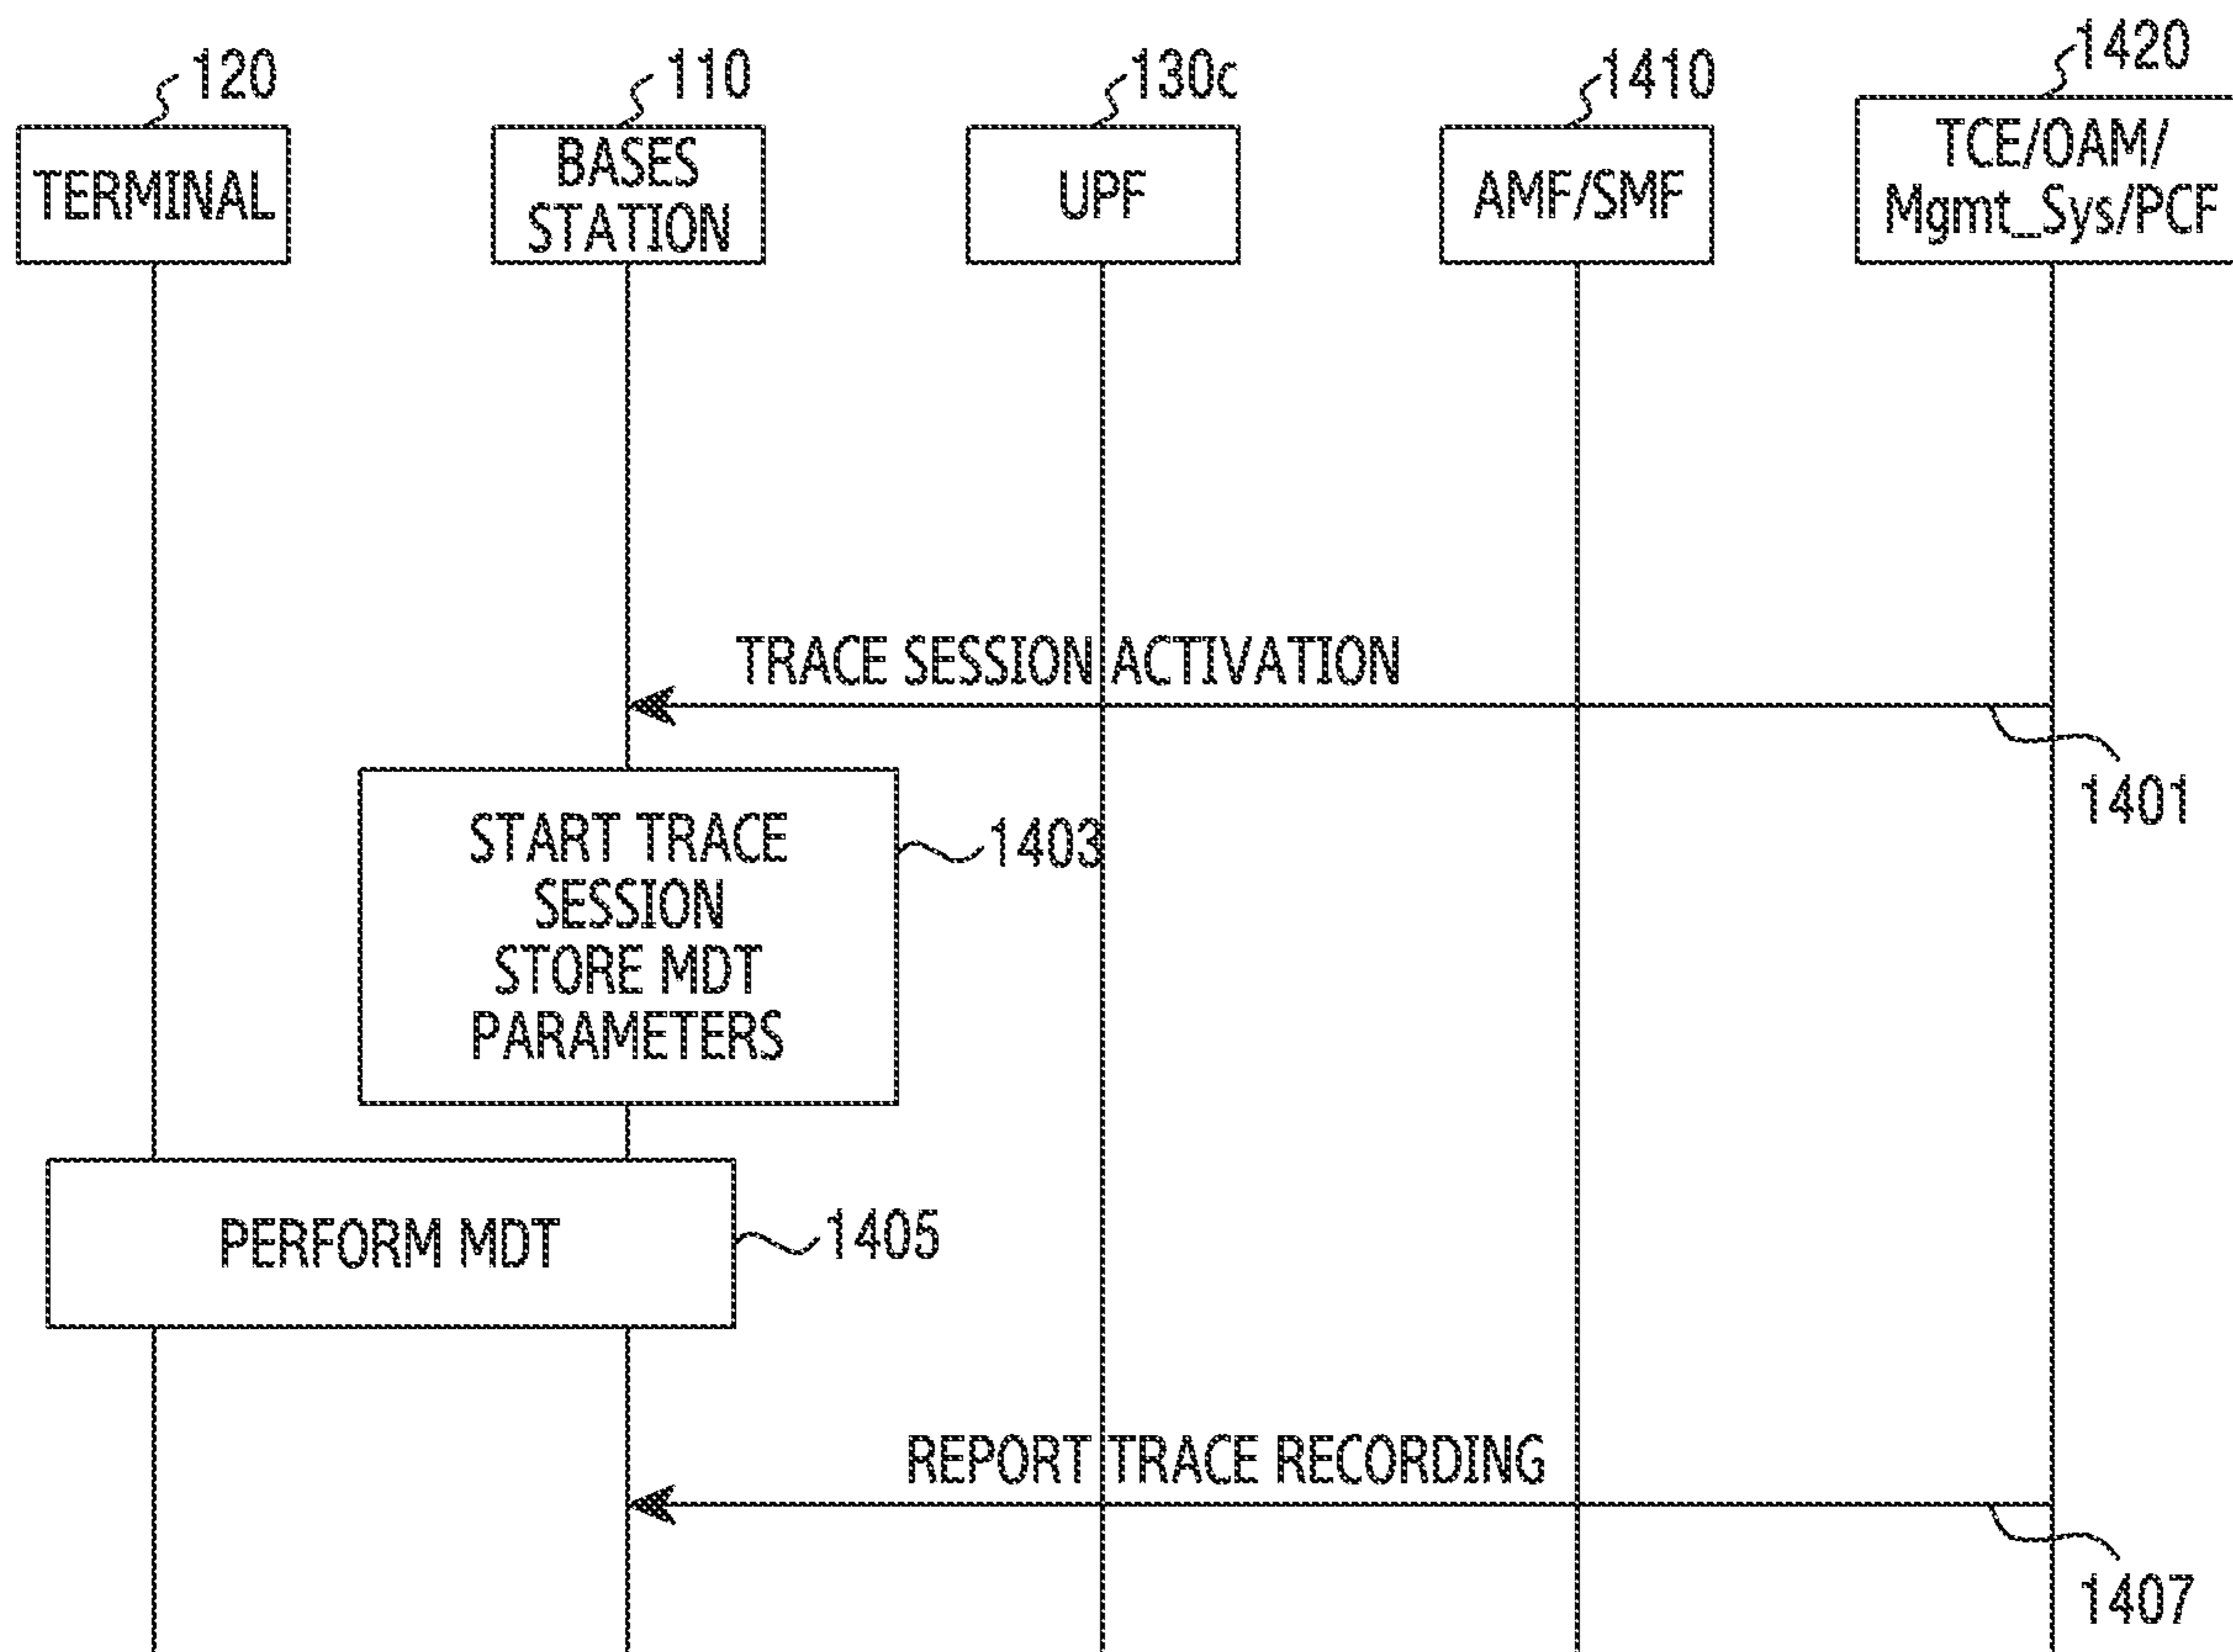 120
110
130c
1410
1420
TERMINAL
BASES
STATION
UPF
AMF/SMF
TCE/OAM/
Mgmt_Sys/PCF
TRACE SESSION ACTIVATION
1401
START TRACE
SESSION
STORE MDT
PARAMETERS
1403
PERFORM MDT
1405
REPORT TRACE RECORDING
1407